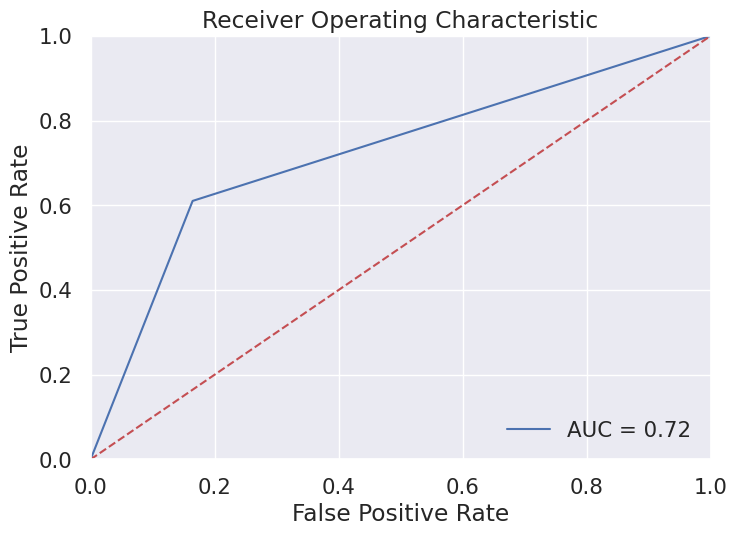 Receiver Operating Characteristic
1.0
0.8
0.6
0.4
0.2
0.0
True Positive Rate
AUC = 0.72
0.0 0.2 0.4 0.6 0.8 1.0
False Positive Rate